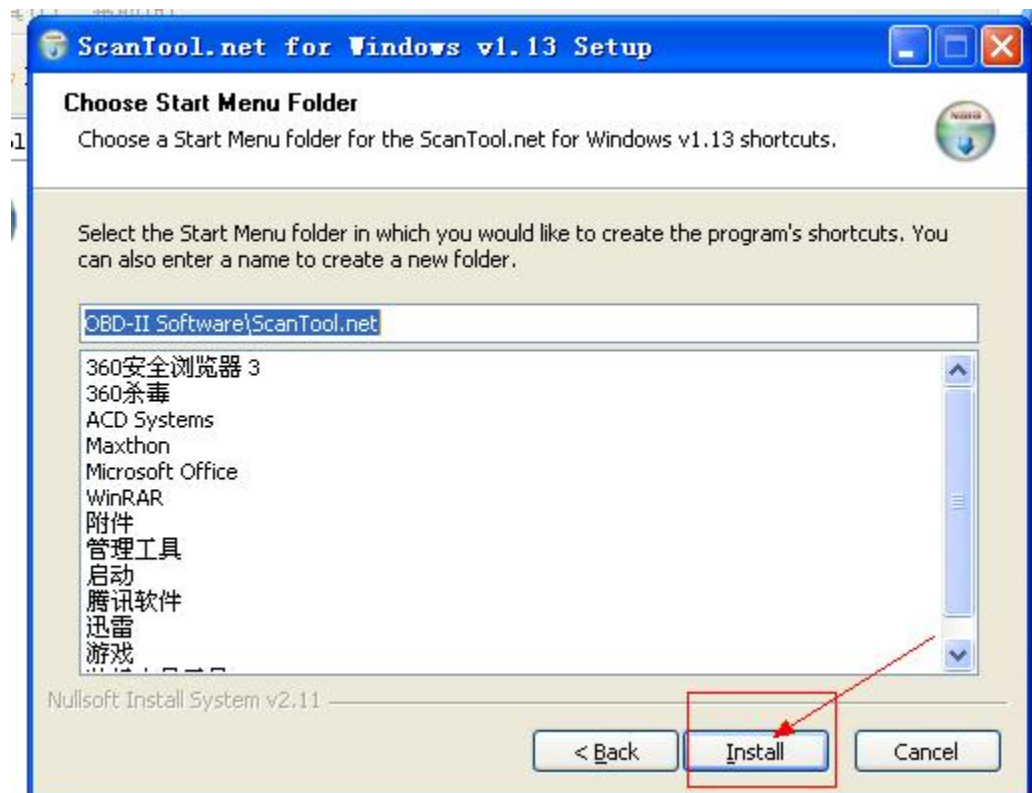 ScanTool.net for Windows v1.13 Setup
Choose Start Menu Folder
Choose a Start Menu folder for the ScanTool.net for Windows v1.13 shortcuts.
Select the Start Menu folder in which you would like to create the program's shortcuts. You
can also enter a name to create a new folder.
OBD-II Software\ScanTool.net
360安全浏览器 3
360杀毒
ACD Systems
Maxthon
Microsoft Office
WinRAR
附件
管理工具
启动
腾讯软件
迅雷
游戏
Nullsoft Install System v2.11
< Back
Install
Cancel